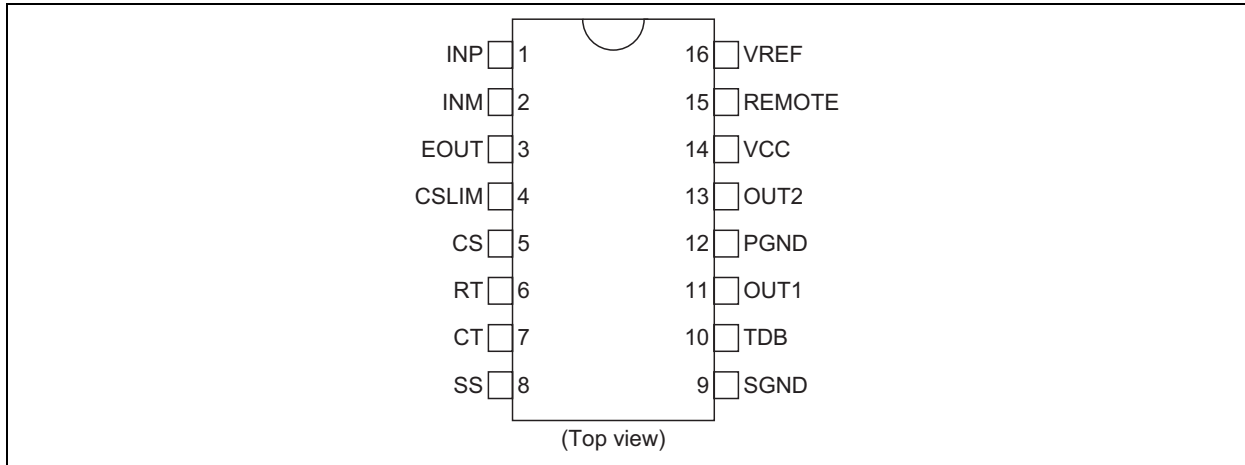 INP 1 16 VREF
INM 2 15 REMOTE
EOUT 3 14 VCC
CSLIM 4 13 OUT2
CS 5 12 PGND
RT 6 11 OUT1
CT 7 10 TDB
SS 8 9 SGND
(Top view)